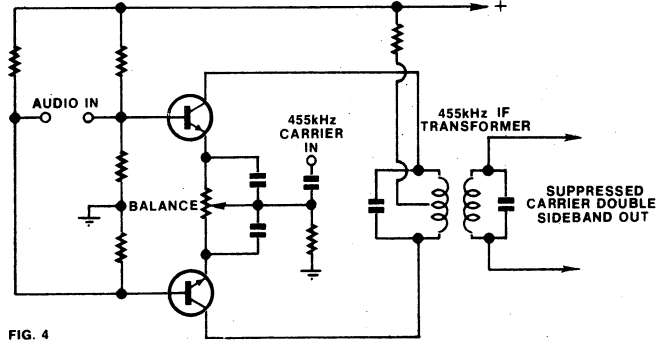 +
AUDIO IN
455kHz
CARRIER
IN
455kHz IF
TRANSFORMER
BALANCE
SUPPRESSED
CARRIER DOUBLE
SIDEBAND OUT
FIG. 4